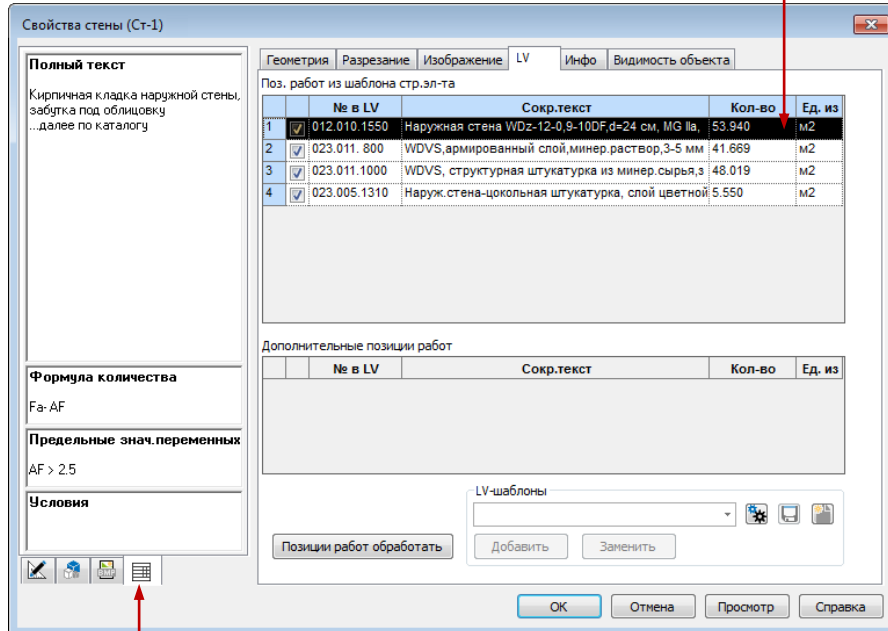 Свойства стены (Ст-1)
Полный текст
Кирпичная кладка наружной стены,
забутка под облицовку
...далее по каталогу
Формула количества
Fa- AF
Предельные знач.переменных
AF > 2.5
Условия
Геометрия Разрезание Изображение LV Инфо Видимость объекта
Поз. работ из шаблона стр.эл-та
№ в LV Сокр.текст Кол-во Ед. из
1 012.010.1550 Наружная стена WDz-12-0,9-10DF,d=24 см, MG IIa, 53.940 м2
2 023.011. 800 WDVS,армированный слой,минер.раствор,3-5 мм 41.669 м2
3 023.011.1000 WDVS, структурная штукатурка из минер.сырья,з 48.019 м2
4 023.005.1310 Наруж.стена-цокольная штукатурка, слой цветной 5.550 м2
Дополнительные позиции работ
№ в LV Сокр.текст Кол-во Ед. из
LV-шаблоны
Позиции работ обработать Добавить Заменить
OK Отмена Просмотр Справка